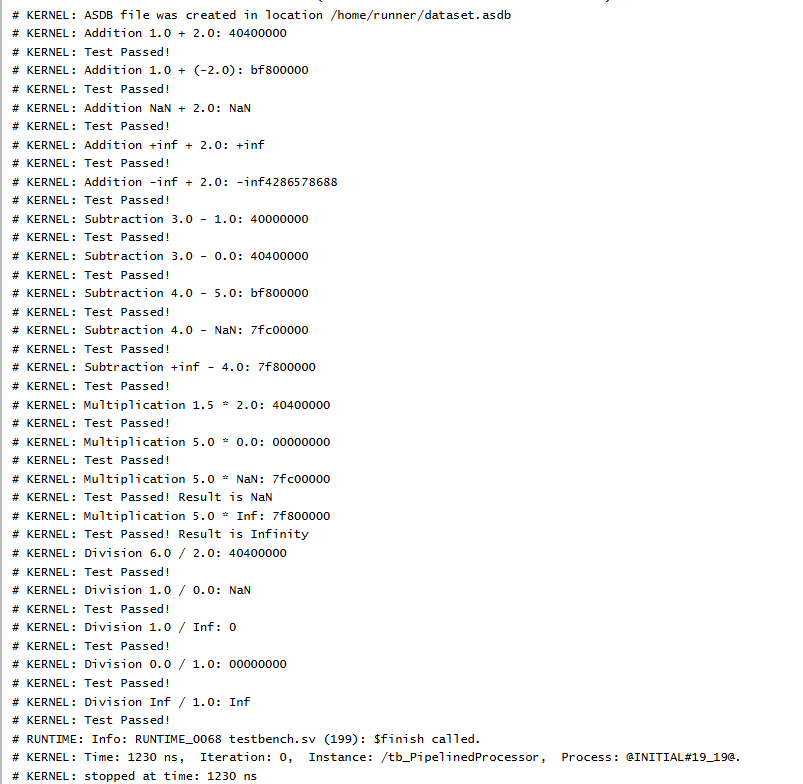 # KERNEL: ASDB file was created in location /home/runner/dataset.asdb
# KERNEL: Addition 1.0 + 2.0: 40400000
# KERNEL: Test Passed!
# KERNEL: Addition 1.0 + (-2.0): bf800000
# KERNEL: Test Passed!
# KERNEL: Addition NaN + 2.0: NaN
# KERNEL: Test Passed!
# KERNEL: Addition +inf + 2.0: +inf
# KERNEL: Test Passed!
# KERNEL: Addition -inf + 2.0: -inf4286578688
# KERNEL: Test Passed!
# KERNEL: Subtraction 3.0 - 1.0: 40000000
# KERNEL: Test Passed!
# KERNEL: Subtraction 3.0 - 0.0: 40400000
# KERNEL: Test Passed!
# KERNEL: Subtraction 4.0 - 5.0: bf800000
# KERNEL: Test Passed!
# KERNEL: Subtraction 4.0 - NaN: 7fc00000
# KERNEL: Test Passed!
# KERNEL: Subtraction +inf - 4.0: 7f800000
# KERNEL: Test Passed!
# KERNEL: Multiplication 1.5 * 2.0: 40400000
# KERNEL: Test Passed!
# KERNEL: Multiplication 5.0 * 0.0: 00000000
# KERNEL: Test Passed!
# KERNEL: Multiplication 5.0 * NaN: 7fc00000
# KERNEL: Test Passed! Result is NaN
# KERNEL: Multiplication 5.0 * Inf: 7f800000
# KERNEL: Test Passed! Result is Infinity
# KERNEL: Division 6.0 / 2.0: 40400000
# KERNEL: Test Passed!
# KERNEL: Division 1.0 / 0.0: NaN
# KERNEL: Test Passed!
# KERNEL: Division 1.0 / Inf: 0
# KERNEL: Test Passed!
# KERNEL: Division 0.0 / 1.0: 00000000
# KERNEL: Test Passed!
# KERNEL: Division Inf / 1.0: Inf
# KERNEL: Test Passed!
# RUNTIME: Info: RUNTIME_0068 testbench.sv (199): $finish called.
# KERNEL: Time: 1230 ns,  Iteration: 0,  Instance: /tb_PipelinedProcessor,  Process: @INITIAL#19_19@.
# KERNEL: stopped at time: 1230 ns